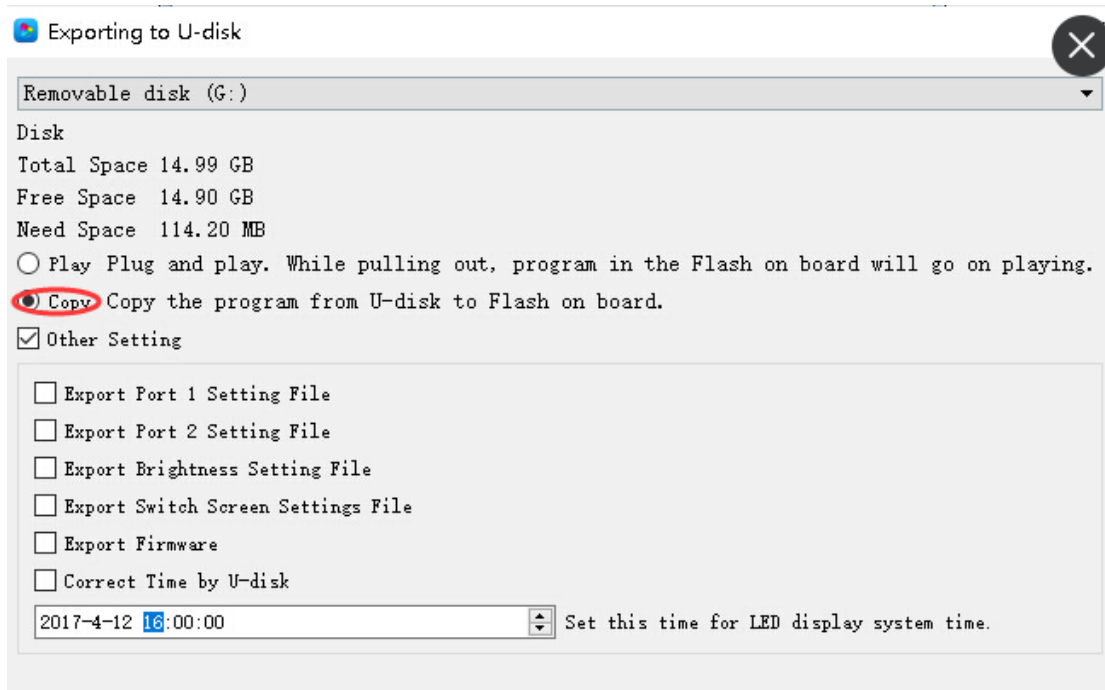 Exporting to U-disk
Removable disk (G:)
Disk
Total Space 14.99 GB
Free Space 14.90 GB
Need Space 114.20 MB
Play Plug and play. While pulling out, program in the Flash on board will go on playing.
Copy Copy the program from U-disk to Flash on board.
Other Setting
Export Port 1 Setting File
Export Port 2 Setting File
Export Brightness Setting File
Export Switch Screen Settings File
Export Firmware
Correct Time by U-disk
2017-4-12 16:00:00 Set this time for LED display system time.